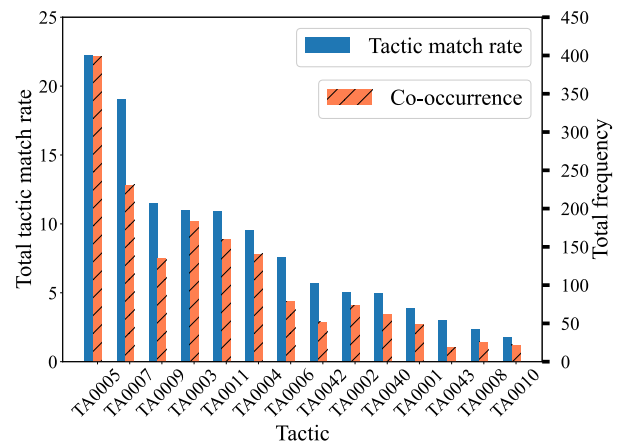 Tactic match rate
Co-occurrence
Total tactic match rate
25
20
15
10
5
0
450
400
350
300
250
200
150
100
50
0
Total frequency
TA0005
TA0007
TA0009
TA0003
TA0011
TA0004
TA0006
TA0042
TA0002
TA0040
TA0001
TA0043
TA0008
TA0010
Tactic